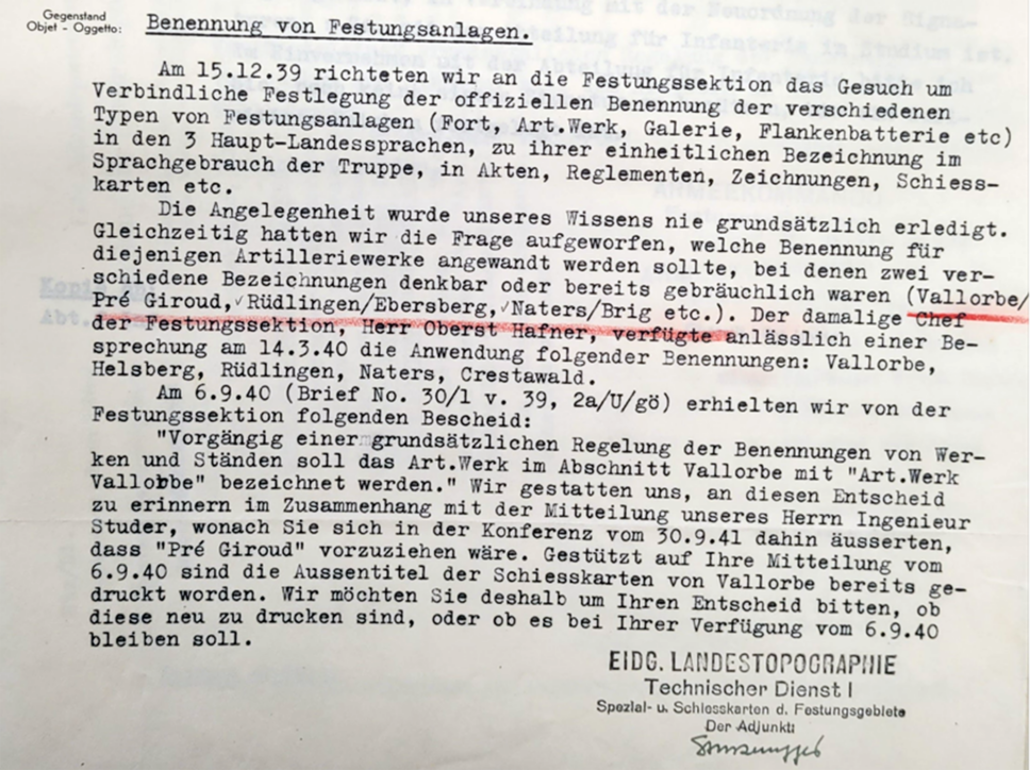 Gegenstand
Objet - Oggetto: Benennung von Festungsanlagen.
Am 15.12.39 richteten wir an die Festungssektion das Gesuch um
Verbindliche Festlegung der offiziellen Benennung der verschiedenen
Typen von Festungsanlagen (Fort, Art.Werk, Galerie, Flankenbatterie etc)
in den 3 Haupt-Landessprachen, zu ihrer einheitlichen Bezeichnung im
Sprachgebrauch der Truppe, in Akten, Reglementen, Zeichnungen, Schiess-
karten etc.
Die Angelegenheit wurde unseres Wissens nie grundsätzlich erledigt.
Gleichzeitig hatten wir die Frage aufgeworfen, welche Benennung für
diejenigen Artilleriewerke angewandt werden sollte, bei denen zwei ver-
schiedene Bezeichnungen denkbar oder bereits gebräuchlich waren (Vallorbe/
Pré Giroud,✓Rüdlingen/Ebersberg,✓Naters/Brig etc.). Der damalige Chef
der Festungssektion, Herr Oberst Hafner, verfügte anlässlich einer Be-
sprechung am 14.3.40 die Anwendung folgender Benennungen: Vallorbe,
Helsberg, Rüdlingen, Naters, Crestawald.
Am 6.9.40 (Brief No. 30/1 v. 39, 2a/U/gö) erhielten wir von der
Festungssektion folgenden Bescheid:
"Vorgängig einer grundsätzlichen Regelung der Benennungen von Wer-
ken und Ständen soll das Art.Werk im Abschnitt Vallorbe mit "Art.Werk
Vallorbe" bezeichnet werden." Wir gestatten uns, an diesen Entscheid
zu erinnern im Zusammenhang mit der Mitteilung unseres Herrn Ingenieur
Studer, wonach Sie sich in der Konferenz vom 30.9.41 dahin äusserten,
dass "Pré Giroud" vorzuziehen wäre. Gestützt auf Ihre Mitteilung vom
6.9.40 sind die Aussentitel der Schiesskarten von Vallorbe bereits ge-
druckt worden. Wir möchten Sie deshalb um Ihren Entscheid bitten, ob
diese neu zu drucken sind, oder ob es bei Ihrer Verfügung vom 6.9.40
bleiben soll.
EIDG. LANDESTOPOGRAPHIE
Technischer Dienst I
Spezial- u. Schiesskarten d. Festungsgebiete
Der Adjunkt: